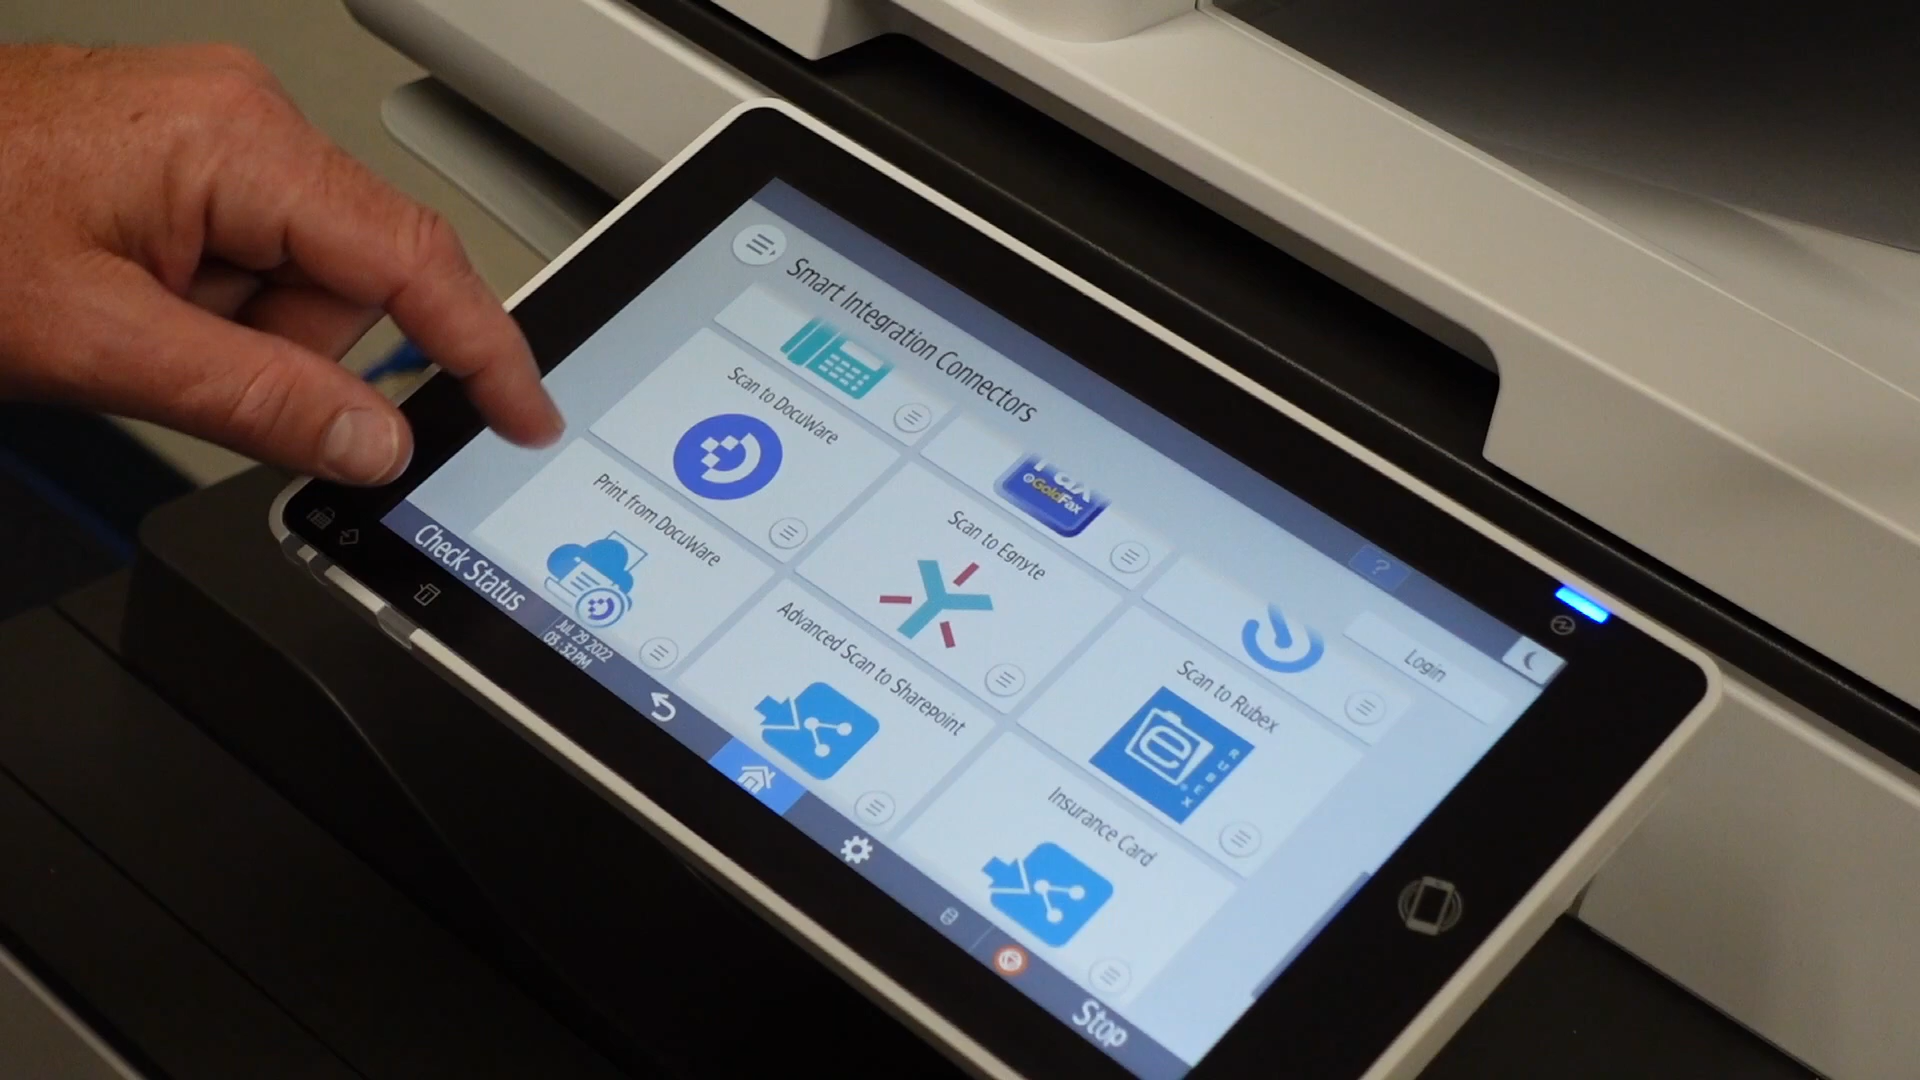 Smart Integration Connectors
?
Login
GoldFax
Scan to DocuWare
Scan to Egnyte
Scan to Rubex
RUBEX
Print from DocuWare
Advanced Scan to Sharepoint
Insurance Card
Check Status
Jul. 29 2022
03:32PM
Stop